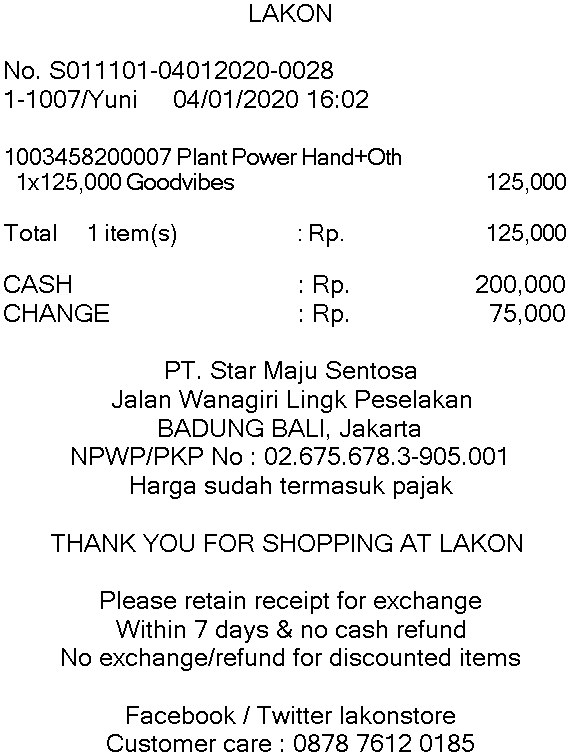 LAKON
No. S011101-04012020-0028
1-1007/Yuni 04/01/2020 16:02
1003458200007 Plant Power Hand+Oth
1x125,000 Goodvibes 125,000
Total 1 item(s) : Rp. 125,000
CASH : Rp. 200,000
CHANGE : Rp. 75,000
PT. Star Maju Sentosa
Jalan Wanagiri Lingk Peselakan
BADUNG BALI, Jakarta
NPWP/PKP No : 02.675.678.3-905.001
Harga sudah termasuk pajak
THANK YOU FOR SHOPPING AT LAKON
Please retain receipt for exchange
Within 7 days & no cash refund
No exchange/refund for discounted items
Facebook / Twitter lakonstore
Customer care : 0878 7612 0185